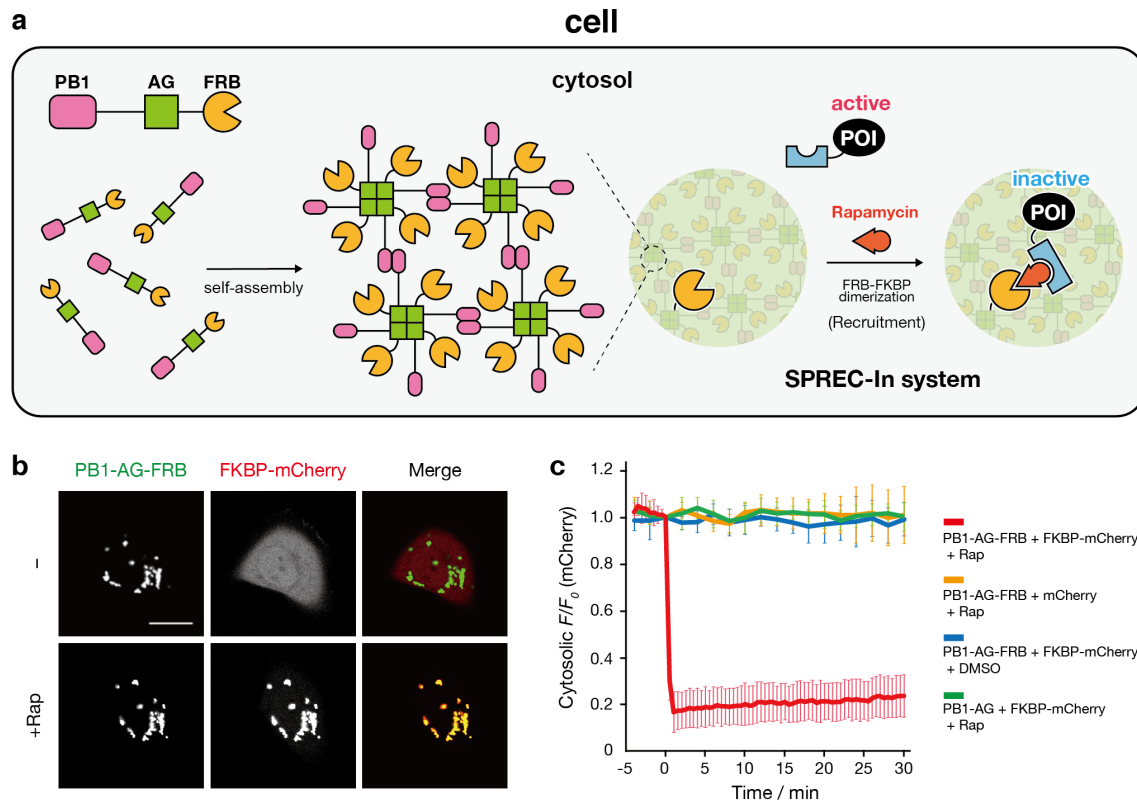 a
cell
PB1 AG FRB
cytosol
active
POI
inactive
POI
Rapamycin
self-assembly
FRB-FKBP
dimerization
(Recruitment)
SPREC-In system
b
PB1-AG-FRB FKBP-mCherry Merge
–
+Rap
c
Cytosolic F/F0 (mCherry)
1.2
1.0
0.8
0.6
0.4
0.2
0
-5 0 5 10 15 20 25 30
Time / min
PB1-AG-FRB + FKBP-mCherry
+ Rap
PB1-AG-FRB + mCherry
+ Rap
PB1-AG-FRB + FKBP-mCherry
+ DMSO
PB1-AG + FKBP-mCherry
+ Rap